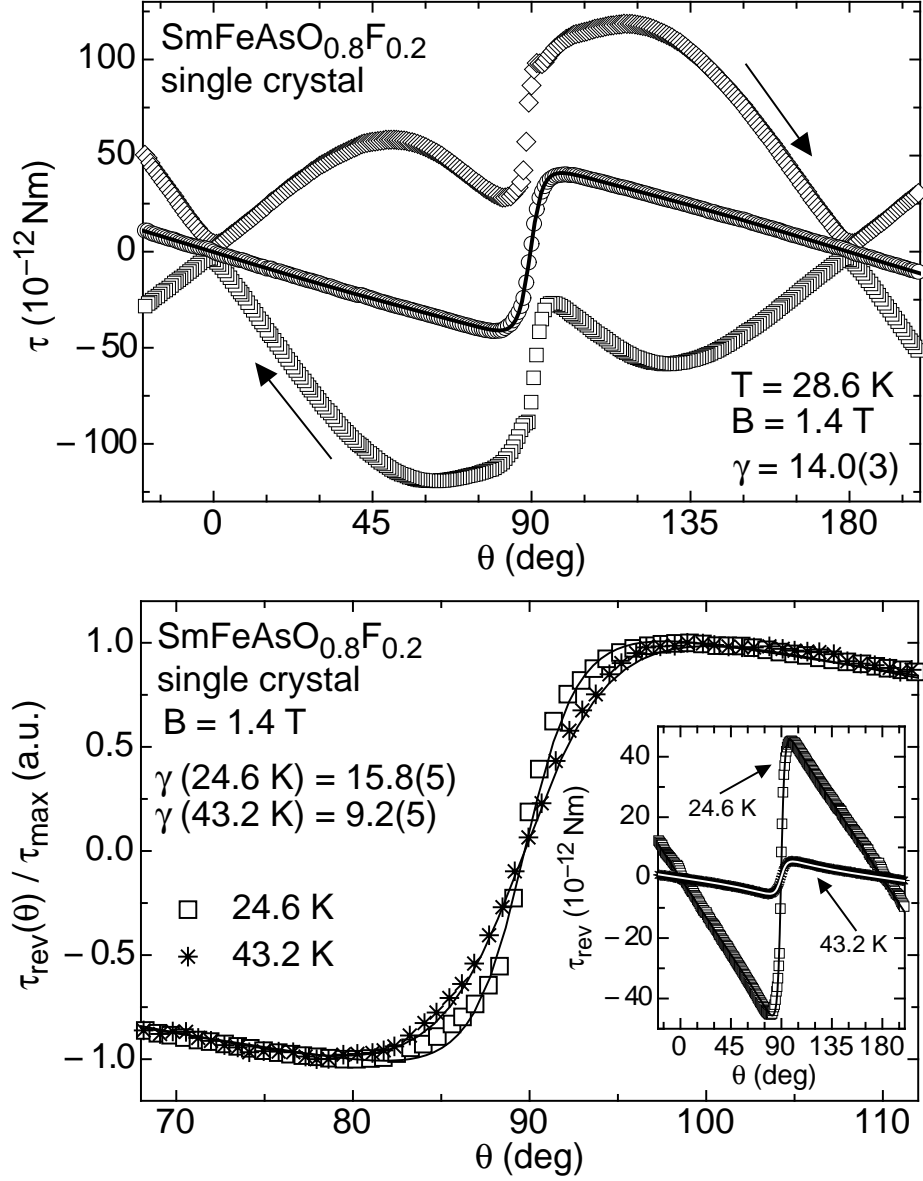 SmFeAsO0.8F0.2
single crystal
100
50
0
− 50
− 100
τ (10−12 Nm)
T = 28.6 K
B = 1.4 T
γ = 14.0(3)
0 45 90 135 180
θ (deg)
SmFeAsO0.8F0.2
single crystal
B = 1.4 T
γ (24.6 K) = 15.8(5)
γ (43.2 K) = 9.2(5)
24.6 K
43.2 K
1.0
0.5
0.0
− 0.5
− 1.0
τrev(θ) / τmax (a.u.)
40
20
0
− 20
− 40
τrev (10−12 Nm)
24.6 K
43.2 K
0 45 90 135 180
θ (deg)
70 80 90 100 110
θ (deg)